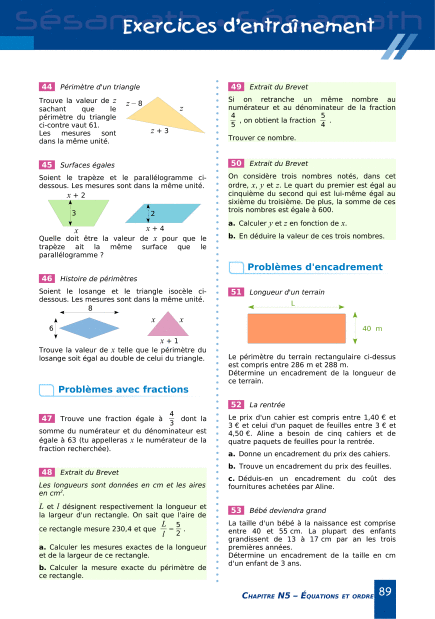 Sésamath - Sésamath
Exercices d'entraînement
44 Périmètre d'un triangle
Trouve la valeur de z
sachant que le
périmètre du triangle
ci-contre vaut 61.
Les mesures sont
dans la même unité.
z − 8
z
z + 3
45 Surfaces égales
Soient le trapèze et le parallélogramme ci-
dessous. Les mesures sont dans la même unité.
x + 2
3
x
2
x + 4
Quelle doit être la valeur de x pour que le
trapèze ait la même surface que le
parallélogramme ?
46 Histoire de périmètres
Soient le losange et le triangle isocèle ci-
dessous. Les mesures sont dans la même unité.
8
6
x
x
x + 1
Trouve la valeur de x telle que le périmètre du
losange soit égal au double de celui du triangle.
Problèmes avec fractions
47 Trouve une fraction égale à 4/3 dont la
somme du numérateur et du dénominateur est
égale à 63 (tu appelleras x le numérateur de la
fraction recherchée).
48 Extrait du Brevet
Les longueurs sont données en cm et les aires
en cm².
L et l désignent respectivement la longueur et
la largeur d'un rectangle. On sait que l'aire de
ce rectangle mesure 230,4 et que L/l = 5/2 .
a. Calculer les mesures exactes de la longueur
et de la largeur de ce rectangle.
b. Calculer la mesure exacte du périmètre de
ce rectangle.
49 Extrait du Brevet
Si on retranche un même nombre au
numérateur et au dénominateur de la fraction
4/5 , on obtient la fraction 5/4 .
Trouver ce nombre.
50 Extrait du Brevet
On considère trois nombres notés, dans cet
ordre, x, y et z. Le quart du premier est égal au
cinquième du second qui est lui-même égal au
sixième du troisième. De plus, la somme de ces
trois nombres est égale à 600.
a. Calculer y et z en fonction de x.
b. En déduire la valeur de ces trois nombres.
Problèmes d'encadrement
51 Longueur d'un terrain
L
40 m
Le périmètre du terrain rectangulaire ci-dessus
est compris entre 286 m et 288 m.
Détermine un encadrement de la longueur de
ce terrain.
52 La rentrée
Le prix d'un cahier est compris entre 1,40 € et
3 € et celui d'un paquet de feuilles entre 3 € et
4,50 €. Aline a besoin de cinq cahiers et de
quatre paquets de feuilles pour la rentrée.
a. Donne un encadrement du prix des cahiers.
b. Trouve un encadrement du prix des feuilles.
c. Déduis-en un encadrement du coût des
fournitures achetées par Aline.
53 Bébé deviendra grand
La taille d'un bébé à la naissance est comprise
entre 40 et 55 cm. La plupart des enfants
grandissent de 13 à 17 cm par an les trois
premières années.
Détermine un encadrement de la taille en cm
d'un enfant de 3 ans.
CHAPITRE N5 – ÉQUATIONS ET ORDRE 89